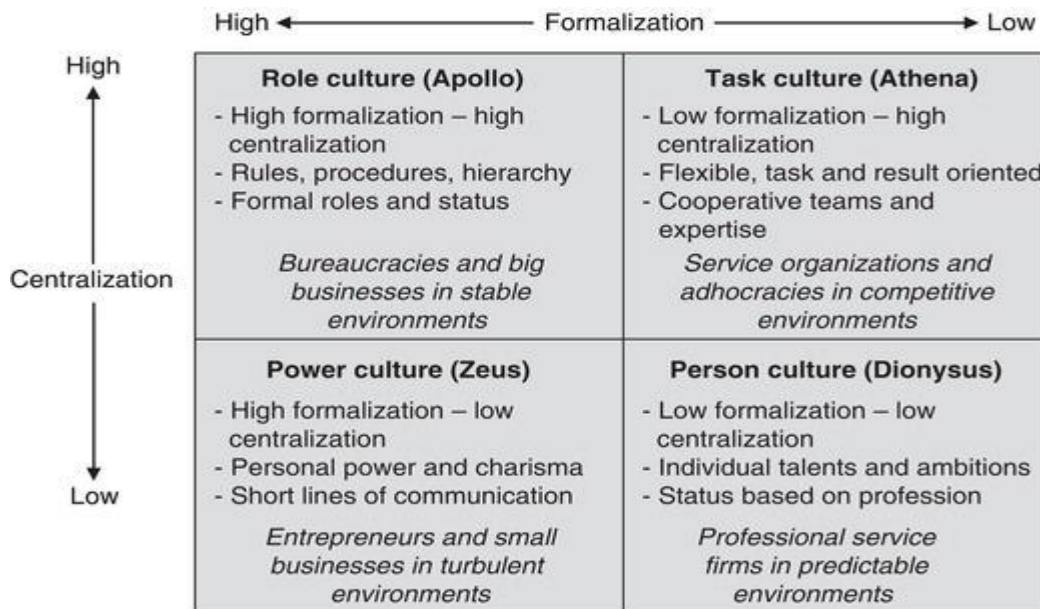 High Formalization Low
High
Centralization
Low
Role culture (Apollo)
- High formalization – high
centralization
- Rules, procedures, hierarchy
- Formal roles and status
Bureaucracies and big
businesses in stable
environments
Task culture (Athena)
- Low formalization – high
centralization
- Flexible, task and result oriented
- Cooperative teams and
expertise
Service organizations and
adhocracies in competitive
environments
Power culture (Zeus)
- High formalization – low
centralization
- Personal power and charisma
- Short lines of communication
Entrepreneurs and small
businesses in turbulent
environments
Person culture (Dionysus)
- Low formalization – low
centralization
- Individual talents and ambitions
- Status based on profession
Professional service
firms in predictable
environments